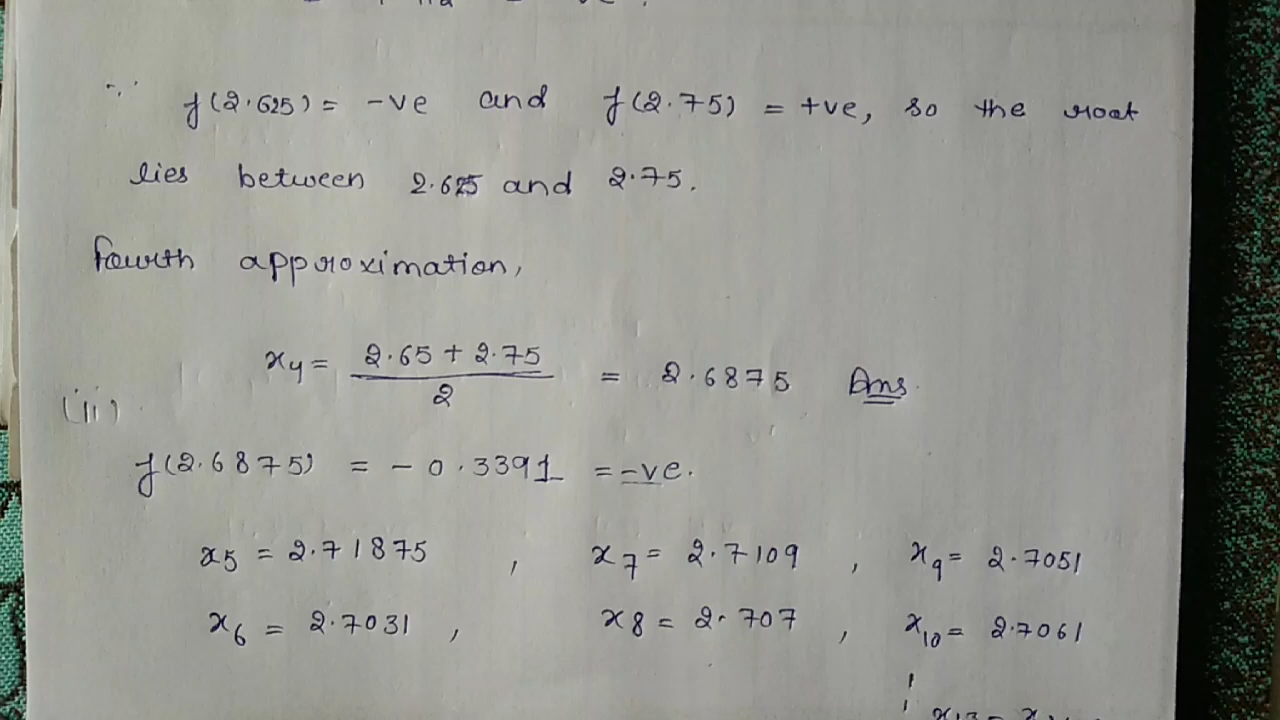 ∵ f(2.625) = -ve and f(2.75) = +ve, so the root
lies between 2.625 and 2.75.
Fourth approximation,
x4 = (2.65 + 2.75)/2 = 2.6875 Ans.
(ii)
f(2.6875) = -0.3391 = -ve.
x5 = 2.71875 , x7 = 2.7109 , x9 = 2.7051
x6 = 2.7031 , x8 = 2.707 , x10 = 2.7061